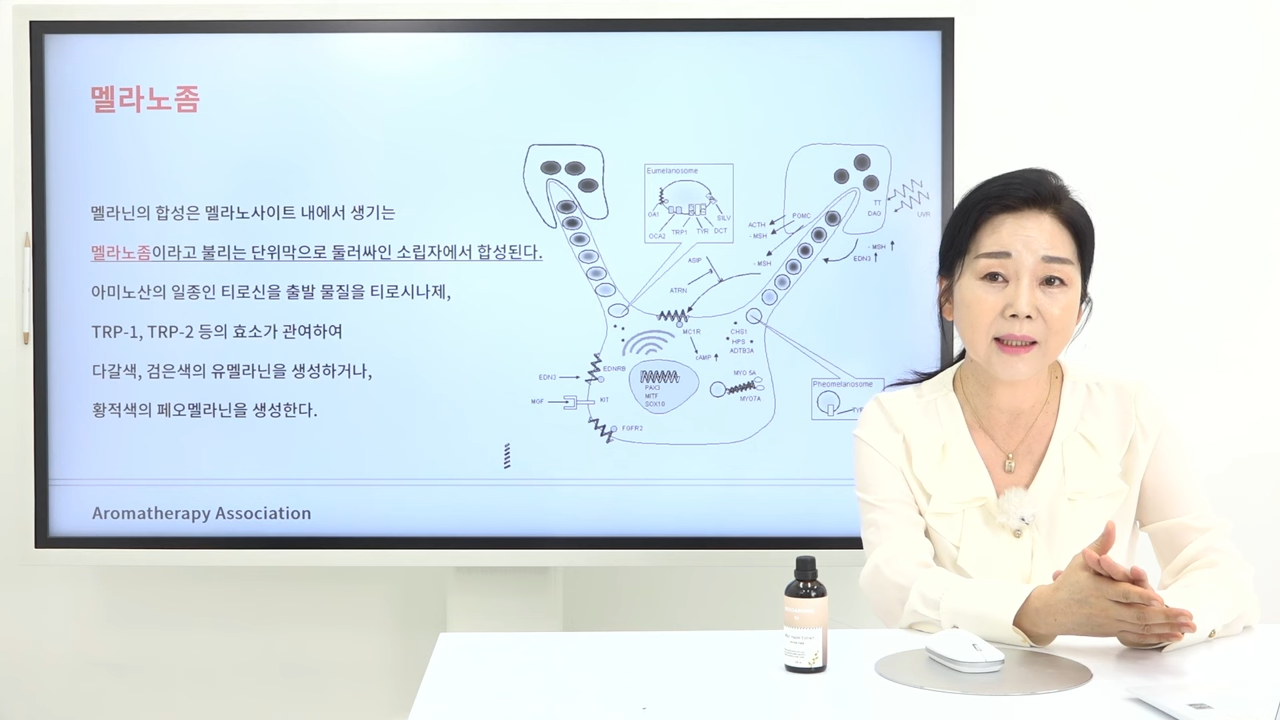 멜라노좀
멜라닌의 합성은 멜라노사이트 내에서 생기는
멜라노좀이라고 불리는 단위막으로 둘러싸인 소립자에서 합성된다.
아미노산의 일종인 티로신을 출발 물질을 티로시나제,
TRP-1, TRP-2 등의 효소가 관여하여
다갈색, 검은색의 유멜라닌을 생성하거나,
황적색의 페오멜라닌을 생성한다.
Eumelanosome
OA1
SILV
OCA2 TRP1 TYR DCT
ACTH
POMC
- MSH
- MSH
TT
DAG
UVR
- MSH
EDN3
ASIP
ATRN
MC1R
cAMP
CHS1
HPS
ADTB3A
EDNRB
EDN3
MGF
KIT
FGFR2
PAX3
MITF
SOX10
MYO 5A
MYO7A
Pheomelanosome
Aromatherapy Association